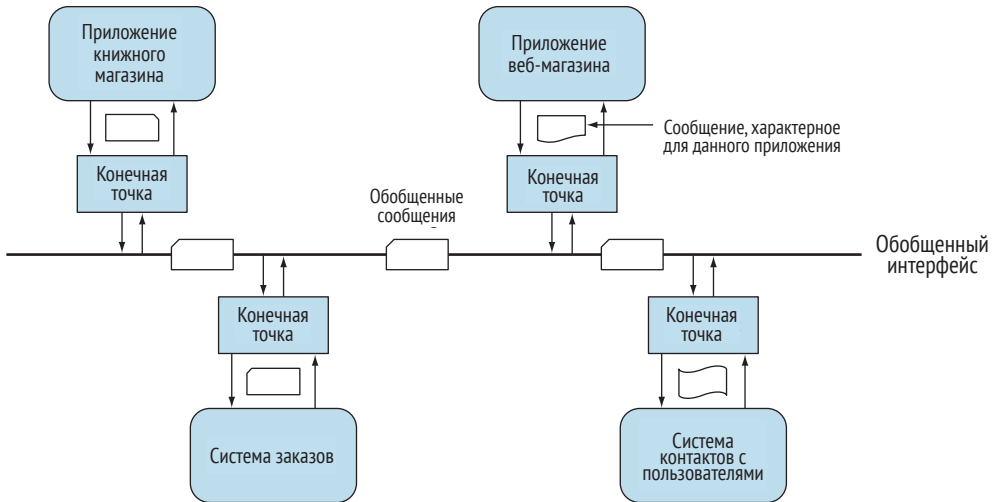 Приложение
книжного
магазина
Приложение
веб-магазина
Сообщение, характерное
для данного приложения
Конечная
точка
Конечная
точка
Обобщенные
сообщения
Обобщенный
интерфейс
Конечная
точка
Конечная
точка
Система заказов
Система
контактов с
пользователями